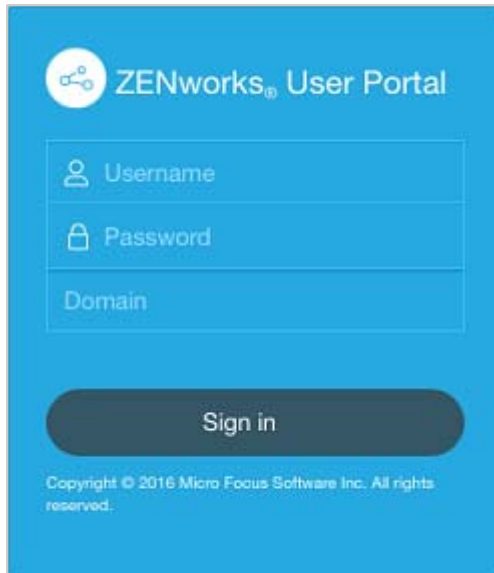 ZENworks® User Portal
Username
Password
Domain
Sign in
Copyright © 2016 Micro Focus Software Inc. All rights
reserved.